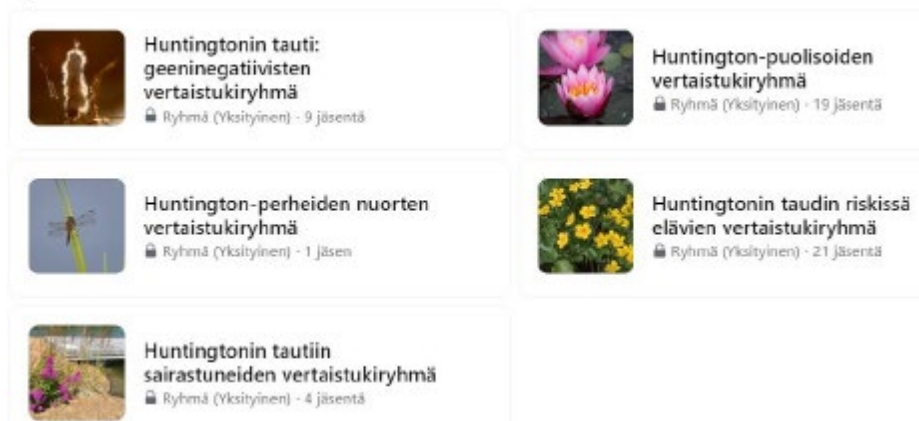 Huntingtonin tauti:
geeninegatiivisten
vertaistukiryhmä
Ryhmä (Yksityinen) · 9 jäsentä
Huntington-puolisoiden
vertaistukiryhmä
Ryhmä (Yksityinen) · 19 jäsentä
Huntington-perheiden nuorten
vertaistukiryhmä
Ryhmä (Yksityinen) · 1 jäsen
Huntingtonin taudin riskissä
elävien vertaistukiryhmä
Ryhmä (Yksityinen) · 21 jäsentä
Huntingtonin tautiin
sairastuneiden vertaistukiryhmä
Ryhmä (Yksityinen) · 4 jäsentä